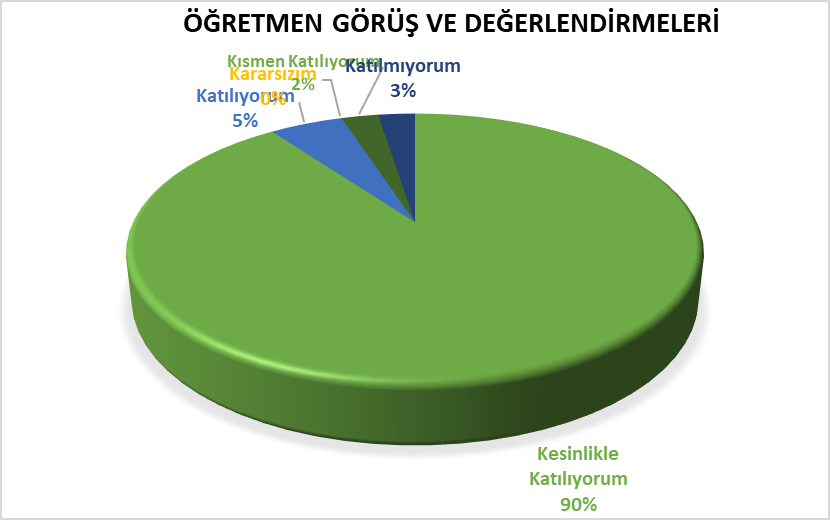 ÖĞRETMEN GÖRÜŞ VE DEĞERLENDİRMELERİ
Kısmen Katılıyorum
2%
Katılmıyorum
3%
Kararsızım
0%
Katılıyorum
5%
Kesinlikle
Katılıyorum
90%